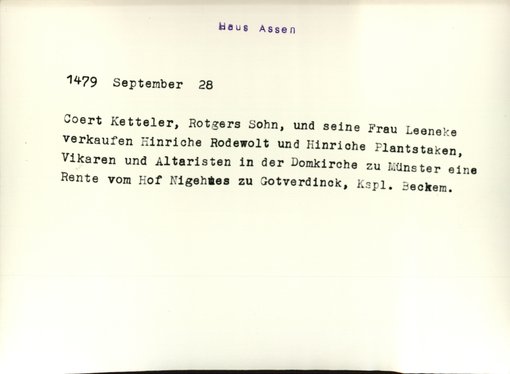 Haus Assen
1479 September 28
Coert Ketteler, Rotgers Sohn, und seine Frau Leeneke
verkaufen Hinriche Rodewolt und Hinriche Plantstaken,
Vikaren und Altaristen in der Domkirche zu Münster eine
Rente vom Hof Nigehues zu Gotverdinck, Kspl. Beckem.